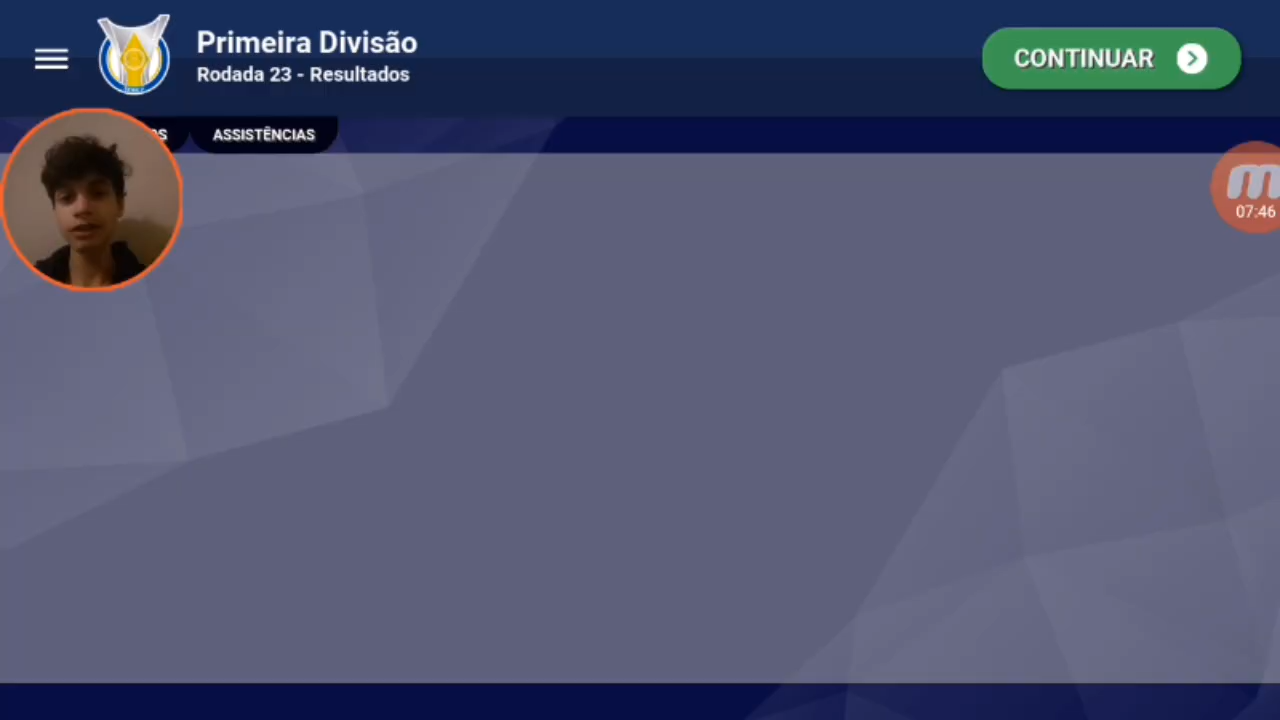 Primeira Divisão
Rodada 23 - Resultados
CONTINUAR
ASSISTÊNCIAS
07:46